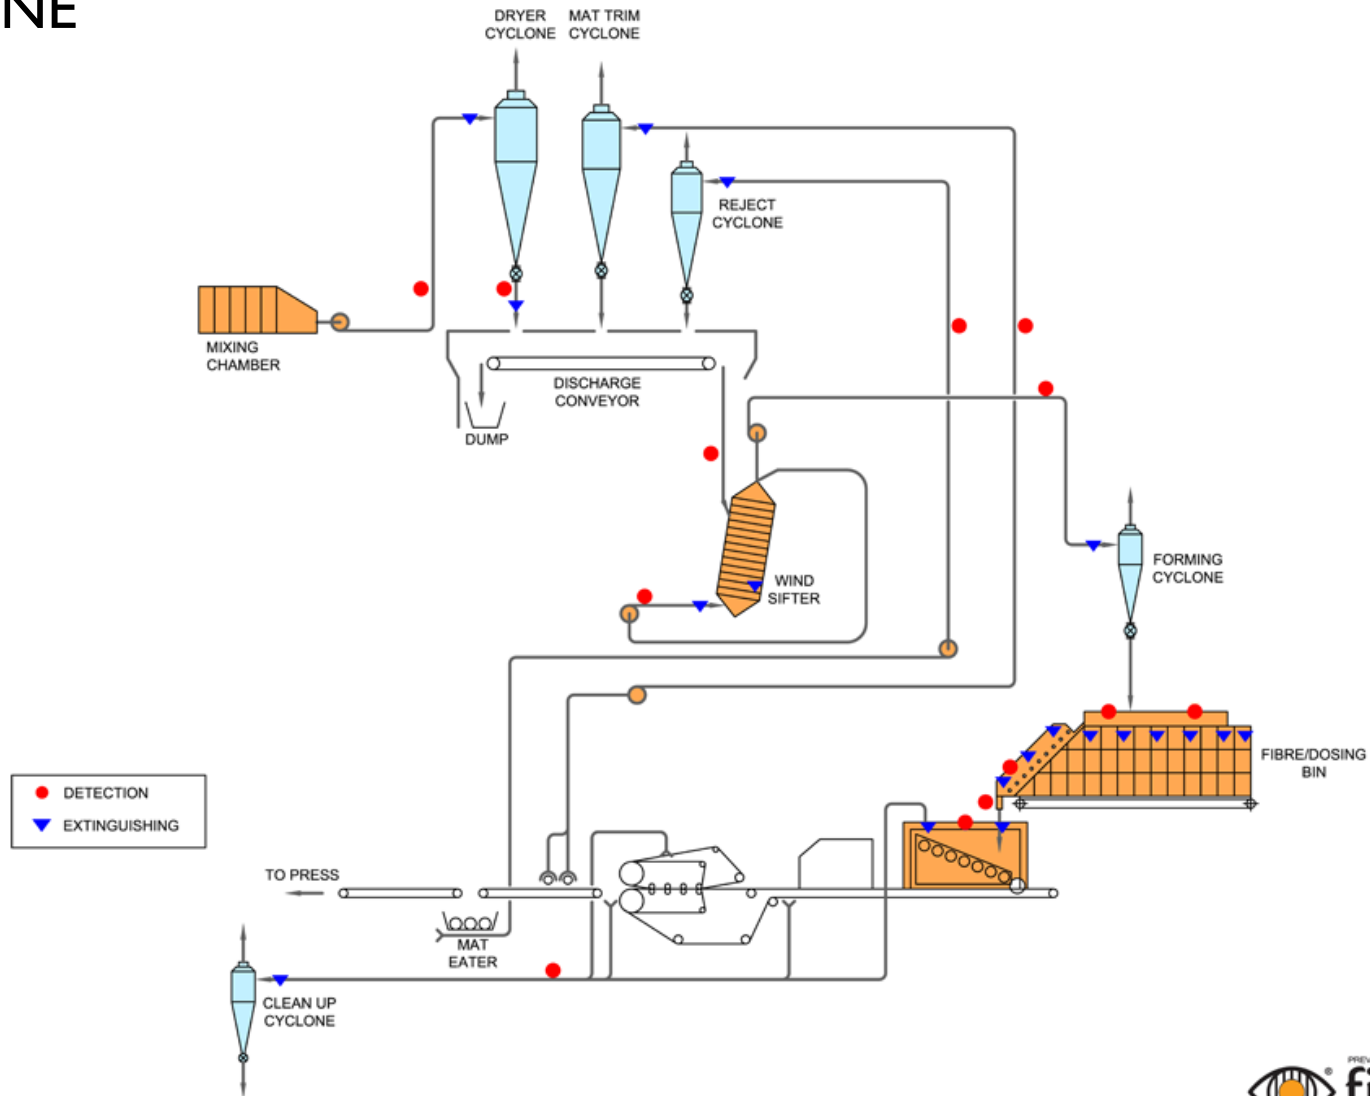 DRYER
CYCLONE
MAT TRIM
CYCLONE
REJECT
CYCLONE
MIXING
CHAMBER
DISCHARGE
CONVEYOR
DUMP
WIND
SIFTER
FORMING
CYCLONE
FIBRE/DOSING
BIN
DETECTION
EXTINGUISHING
TO PRESS
MAT
EATER
CLEAN UP
CYCLONE
®